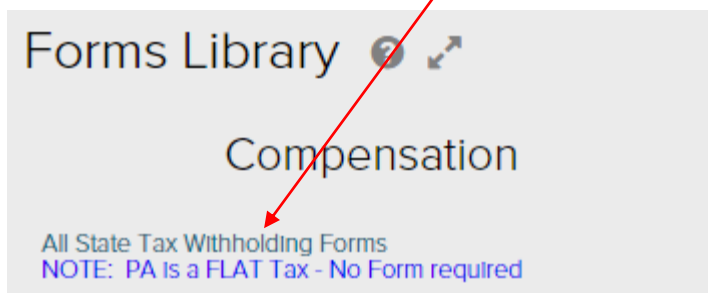 Forms Library
Compensation
All State Tax Withholding Forms
NOTE: PA is a FLAT Tax - No Form required